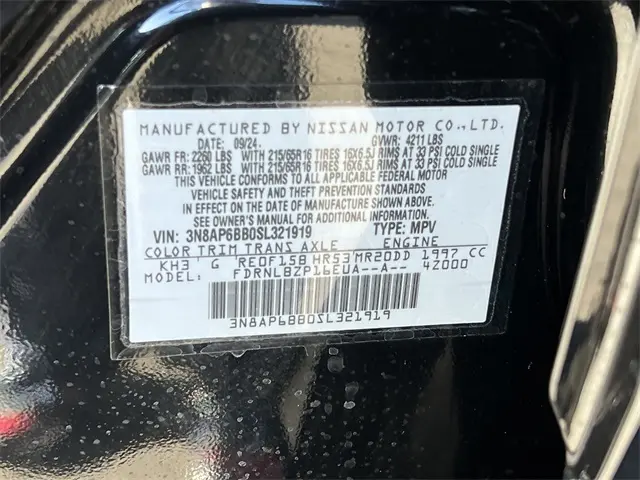 MANUFACTURED BY NISSAN MOTOR CO.,LTD.
DATE: 09/24. GVWR: 4211 LBS
GAWR FR: 2260 LBS WITH 215/65R16 TIRES 16X6.5J RIMS AT 33 PSI COLD SINGLE
GAWR RR: 1962 LBS WITH 215/65R16 TIRES 16X6.5J RIMS AT 33 PSI COLD SINGLE
THIS VEHICLE CONFORMS TO ALL APPLICABLE FEDERAL MOTOR
VEHICLE SAFETY AND THEFT PREVENTION STANDARDS
IN EFFECT ON THE DATE OF MANUFACTURE SHOWN ABOVE.
SEE OWNER'S MANUAL FOR ADDITIONAL INFORMATION.
VIN: 3N8AP6BB0SL321919 TYPE: MPV
COLOR TRIM TRANS AXLE ENGINE
KH3 G RE0F15B HR53 MR20DD 1997 CC
MODEL: FDRNLBZP16EUA--A-- 42000
3N8AP6BB0SL321919